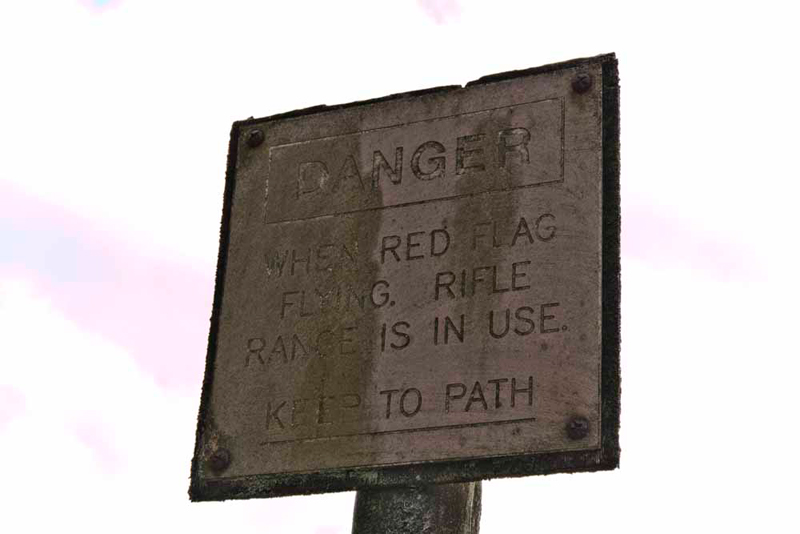 DANGER
WHEN RED FLAG
FLYING. RIFLE
RANGE IS IN USE.
KEEP TO PATH